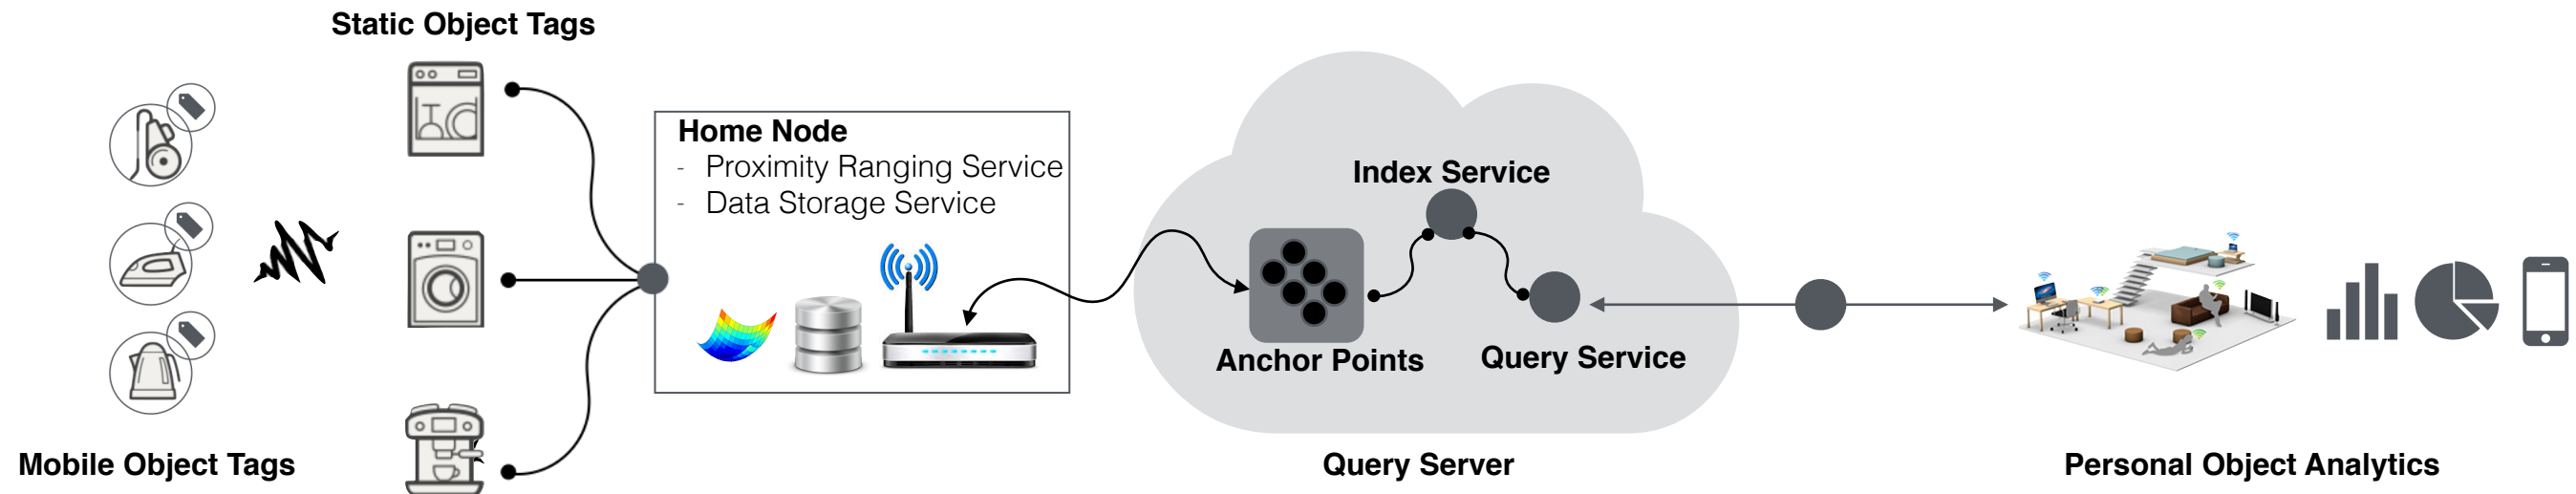 Static Object Tags
Mobile Object Tags
Home Node
- Proximity Ranging Service
- Data Storage Service
Index Service
Anchor Points
Query Service
Query Server
Personal Object Analytics